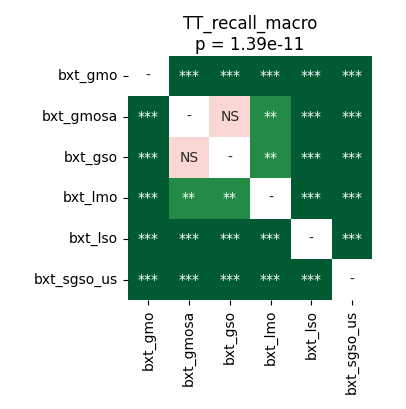 TT_recall_macro
p = 1.39e-11
bxt_gmo - *** *** *** *** ***
bxt_gmosa *** - NS ** *** ***
bxt_gso *** NS - ** *** ***
bxt_lmo *** ** ** - *** ***
bxt_lso *** *** *** *** - ***
bxt_sgso_us *** *** *** *** *** -
bxt_gmo
bxt_gmosa
bxt_gso
bxt_lmo
bxt_lso
bxt_sgso_us